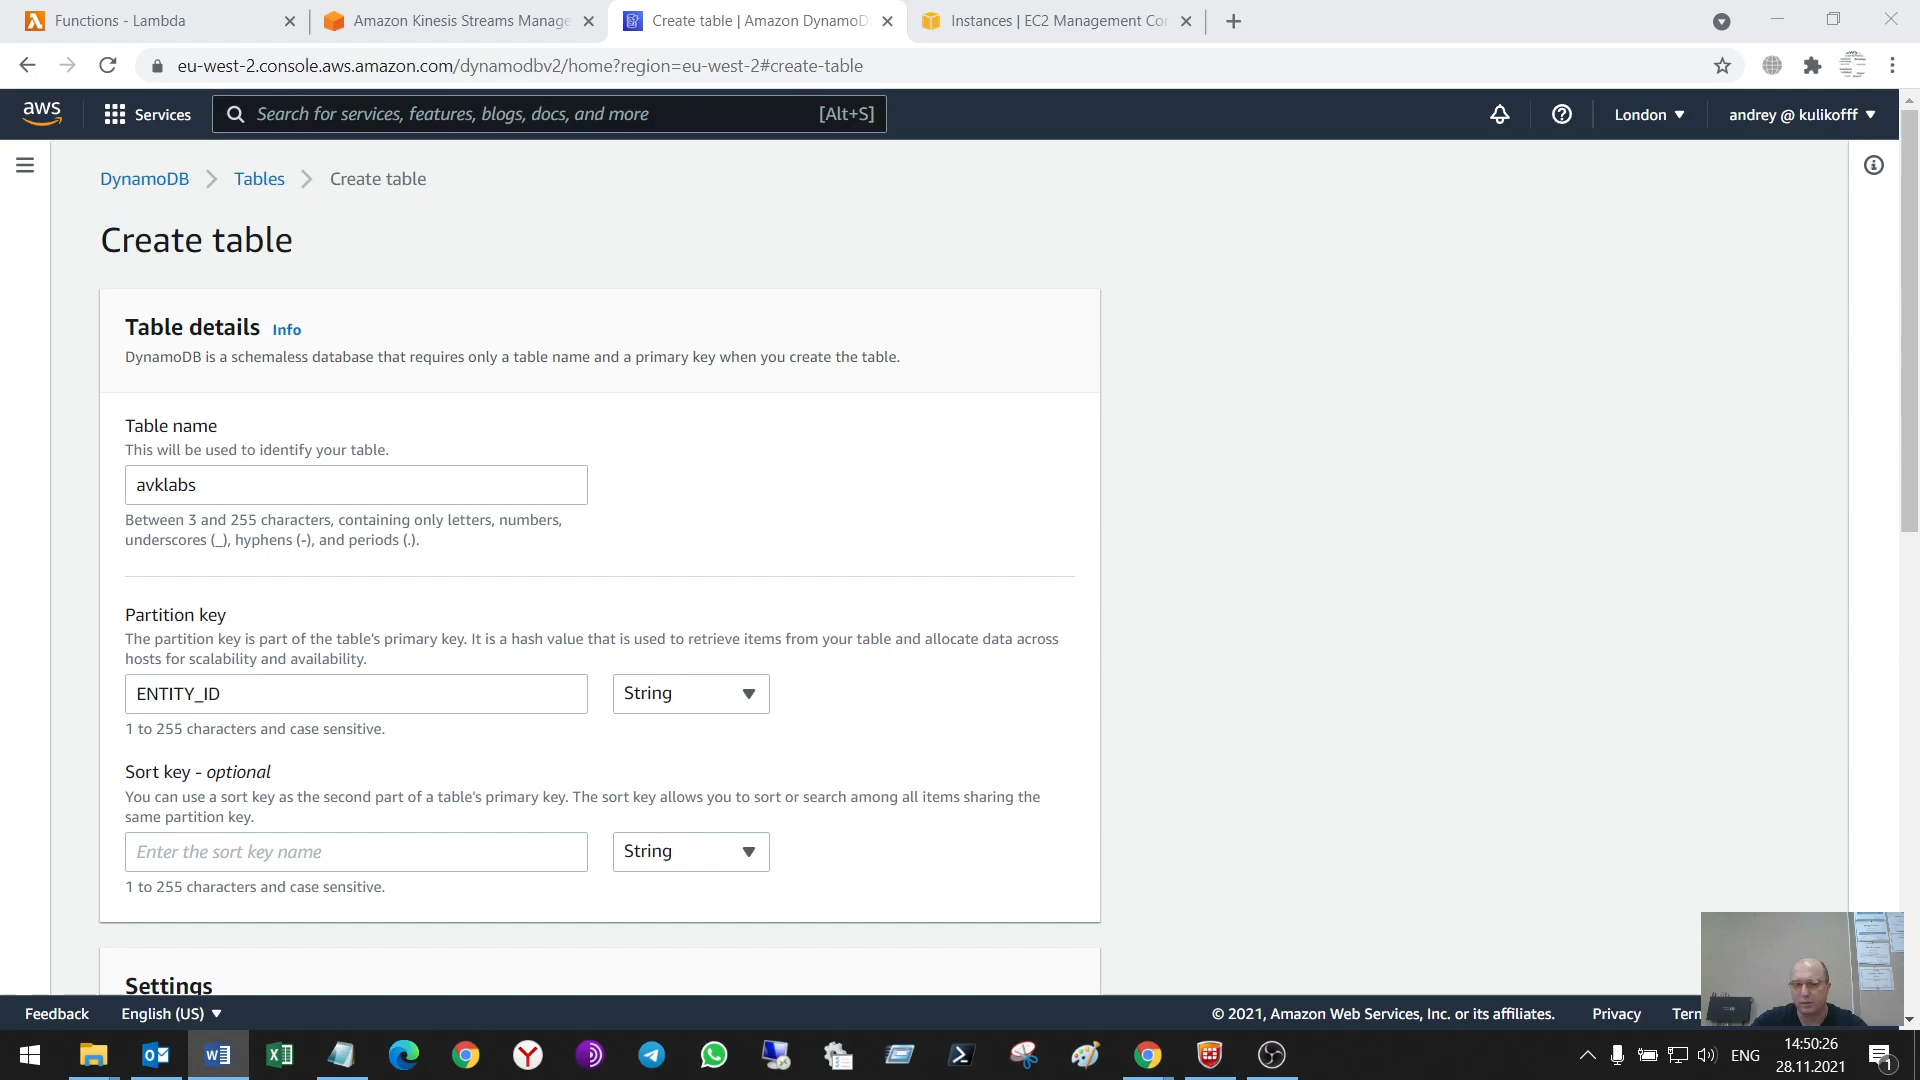 Functions - Lambda
Amazon Kinesis Streams Manage
Create table | Amazon DynamoD
Instances | EC2 Management Co
eu-west-2.console.aws.amazon.com/dynamodbv2/home?region=eu-west-2#create-table
aws
Services
Search for services, features, blogs, docs, and more
[Alt+S]
London
andrey @ kulikofff
DynamoDB
Tables
Create table
Create table
Table details Info
DynamoDB is a schemaless database that requires only a table name and a primary key when you create the table.
Table name
This will be used to identify your table.
avklabs
Between 3 and 255 characters, containing only letters, numbers,
underscores (_), hyphens (-), and periods (.).
Partition key
The partition key is part of the table's primary key. It is a hash value that is used to retrieve items from your table and allocate data across
hosts for scalability and availability.
ENTITY_ID
String
1 to 255 characters and case sensitive.
Sort key - optional
You can use a sort key as the second part of a table's primary key. The sort key allows you to sort or search among all items sharing the
same partition key.
Enter the sort key name
String
1 to 255 characters and case sensitive.
Settings
Feedback
English (US)
© 2021, Amazon Web Services, Inc. or its affiliates.
Privacy
Term
ENG
14:50:26
28.11.2021
1